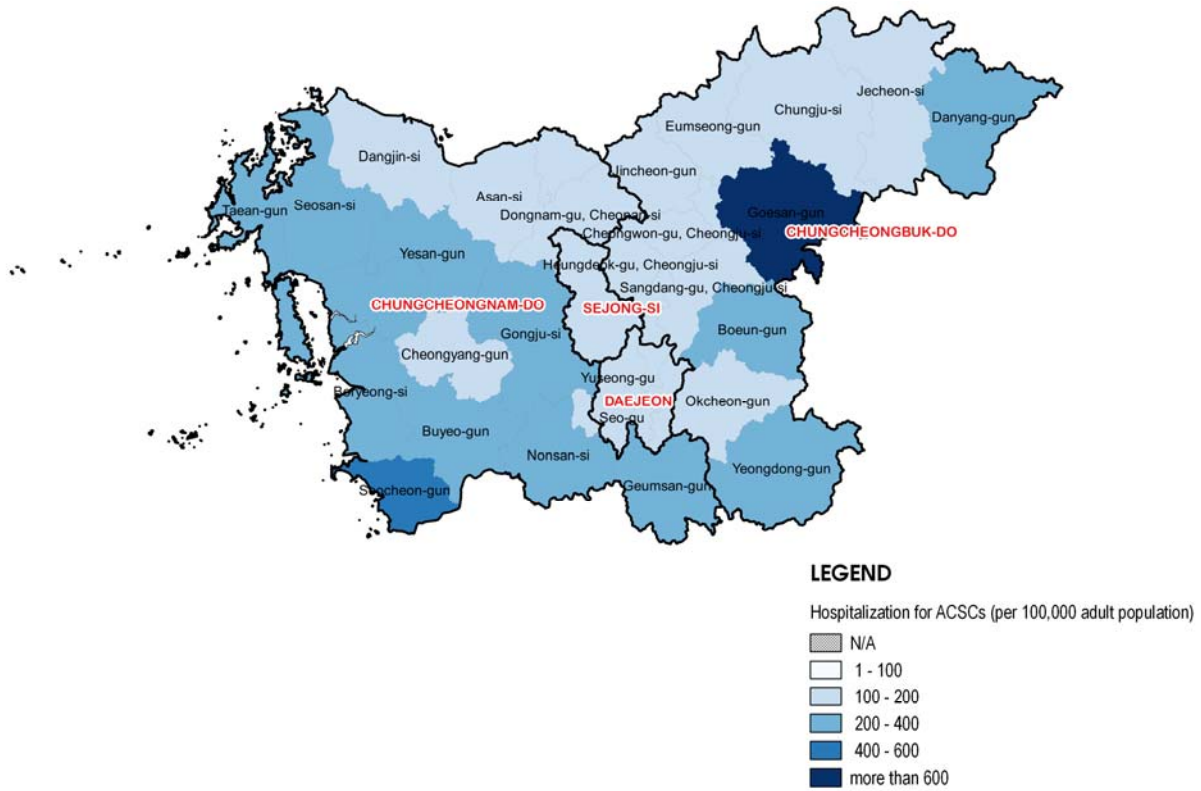 Jecheon-si
Chungju-si
Danyang-gun
Eumseong-gun
Dangjin-si
Jincheon-gun
Asan-si
Taean-gun
Seosan-si
Dongnam-gu, Cheonan-si
Goesan-gun
Cheongwon-gu, Cheongju-si
CHUNGCHEONGBUK-DO
Yesan-gun
Heungdeok-gu, Cheongju-si
Sangdang-gu, Cheongju-si
CHUNGCHEONGNAM-DO
SEJONG-SI
Gongju-si
Boeun-gun
Cheongyang-gun
Yuseong-gu
Boryeong-si
DAEJEON
Okcheon-gun
Seo-gu
Buyeo-gun
Nonsan-si
Yeongdong-gun
Seocheon-gun
Geumsan-gun
LEGEND
Hospitalization for ACSCs (per 100,000 adult population)
N/A
1 - 100
100 - 200
200 - 400
400 - 600
more than 600